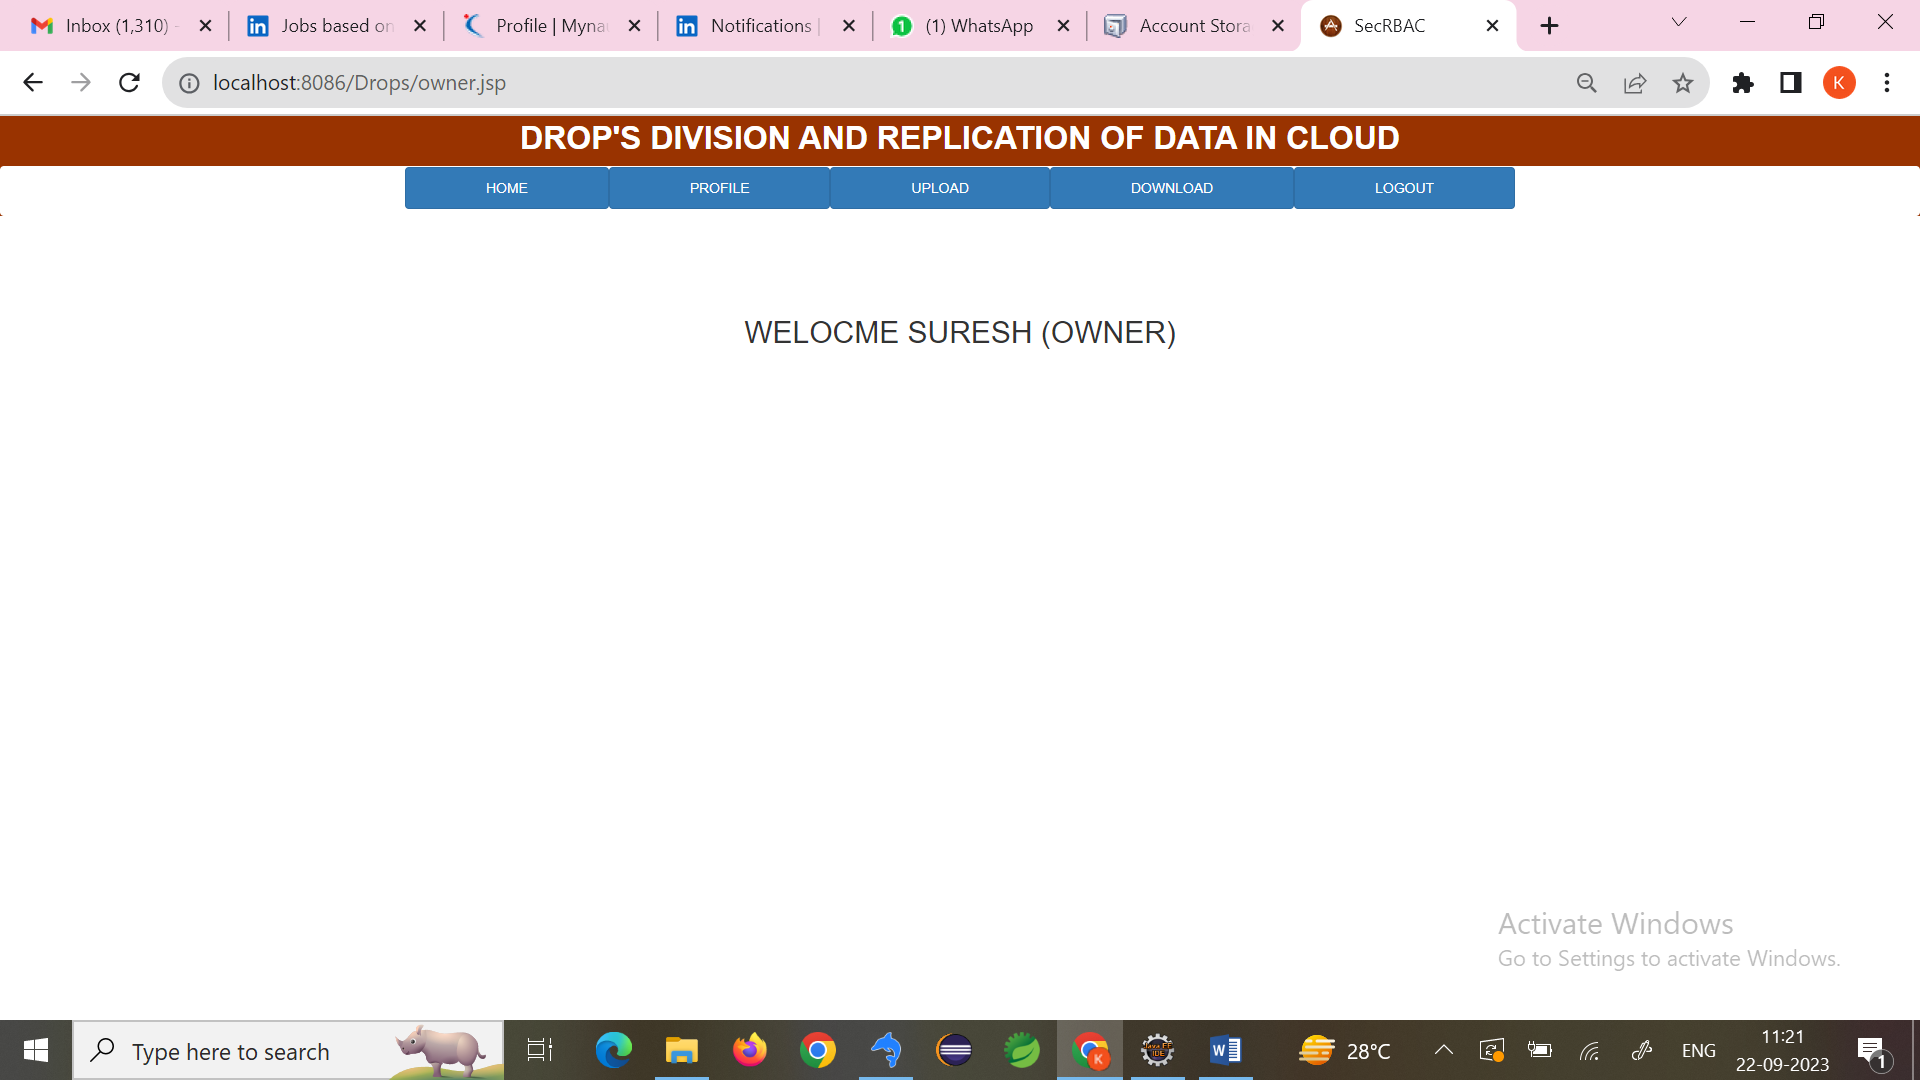 Inbox (1,310) -
Jobs based on
Profile | Mynau
Notifications |
(1) WhatsApp
Account Stora
SecRBAC
localhost:8086/Drops/owner.jsp
K
DROP'S DIVISION AND REPLICATION OF DATA IN CLOUD
HOME
PROFILE
UPLOAD
DOWNLOAD
LOGOUT
WELOCME SURESH (OWNER)
Activate Windows
Go to Settings to activate Windows.
Type here to search
28°C
ENG
11:21
22-09-2023
1